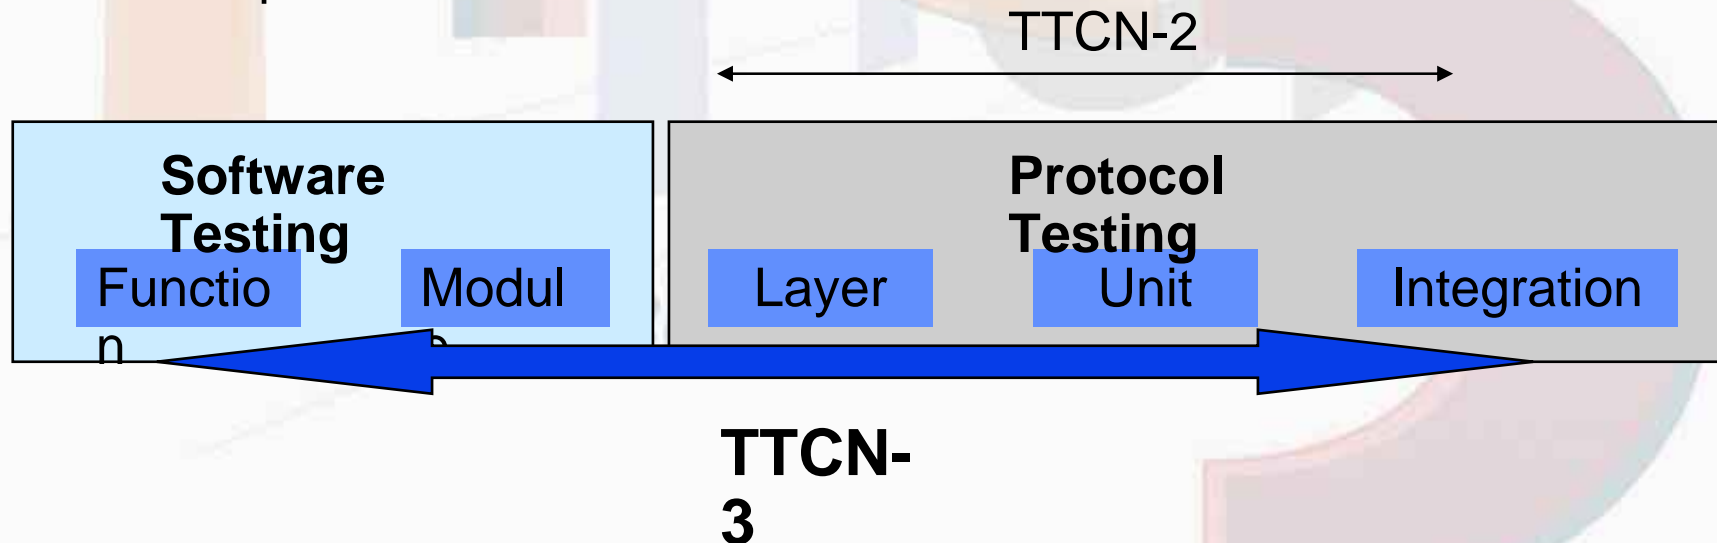 TTCN-2
Software
Testing
Protocol
Testing
Functio
n
Modul
Layer
Unit
Integration
TTCN-
3